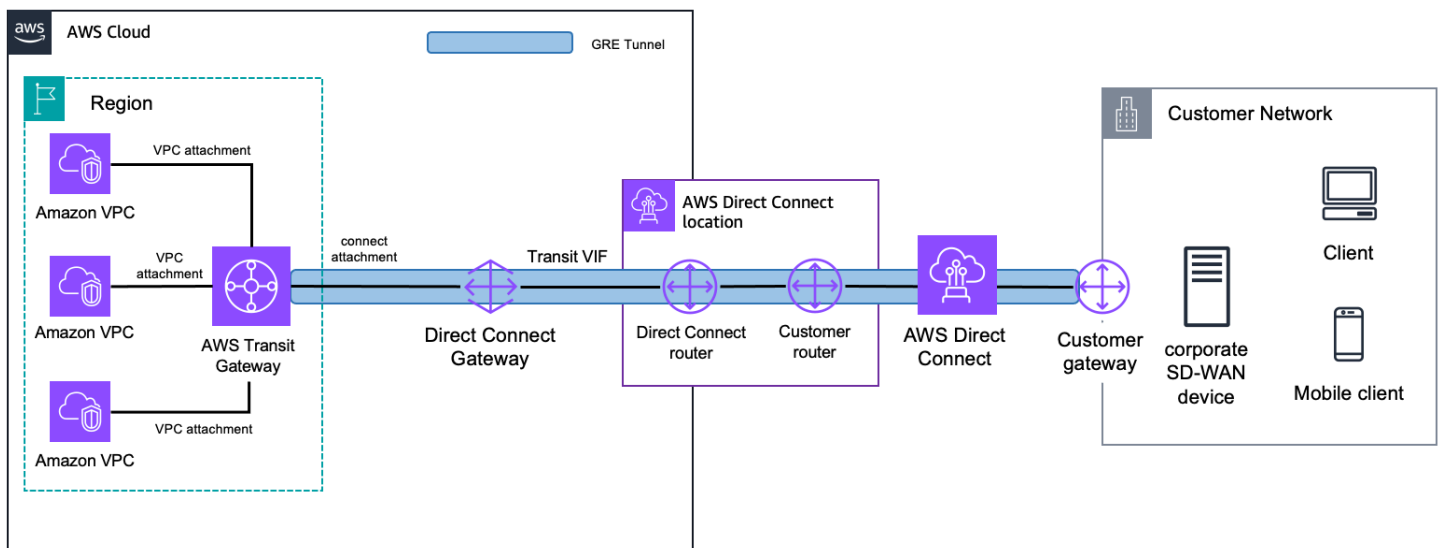 aws
AWS Cloud
GRE Tunnel
Region
VPC attachment
Amazon VPC
VPC
attachment
Amazon VPC
AWS Transit
Gateway
VPC attachment
Amazon VPC
connect
attachment
Direct Connect
Gateway
Transit VIF
AWS Direct Connect
location
Direct Connect
router
Customer
router
AWS Direct
Connect
Customer
gateway
Customer Network
corporate
SD-WAN
device
Client
Mobile client